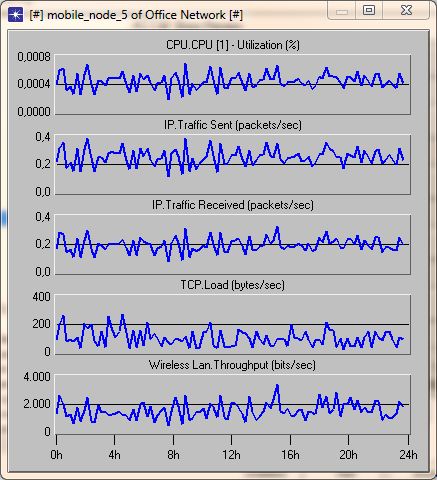 [#] mobile_node_5 of Office Network [#]
CPU.CPU [1] - Utilization (%)
0,0008
0,0004
0,0000
IP.Traffic Sent (packets/sec)
0,4
0,2
0,0
IP.Traffic Received (packets/sec)
0,4
0,2
0,0
TCP.Load (bytes/sec)
400
200
0
Wireless Lan.Throughput (bits/sec)
4.000
2.000
0
0h 4h 8h 12h 16h 20h 24h